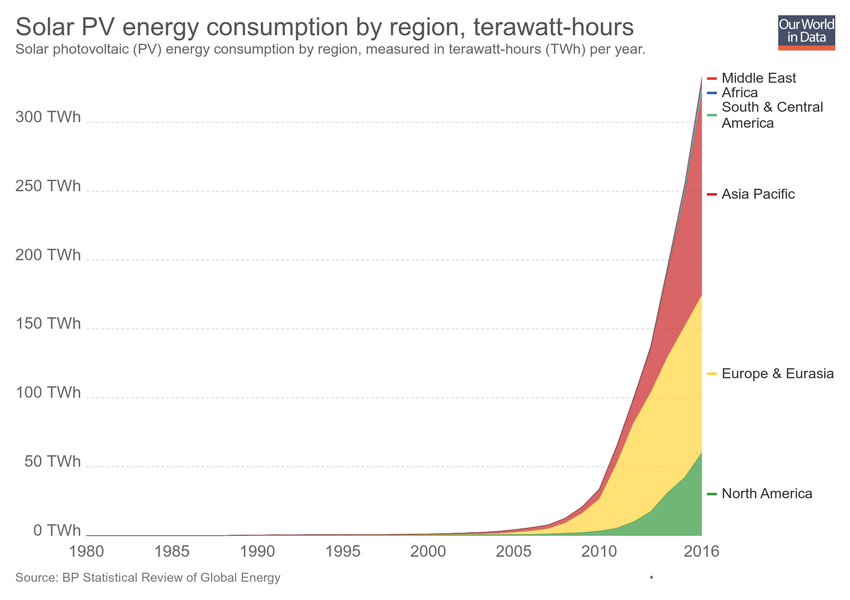 Solar PV energy consumption by region, terawatt-hours
Solar photovoltaic (PV) energy consumption by region, measured in terawatt-hours (TWh) per year.
Our World
in Data
Middle East
Africa
South & Central
America
300 TWh
250 TWh
Asia Pacific
200 TWh
150 TWh
100 TWh
Europe & Eurasia
50 TWh
North America
0 TWh
1980 1985 1990 1995 2000 2005 2010 2016
Source: BP Statistical Review of Global Energy